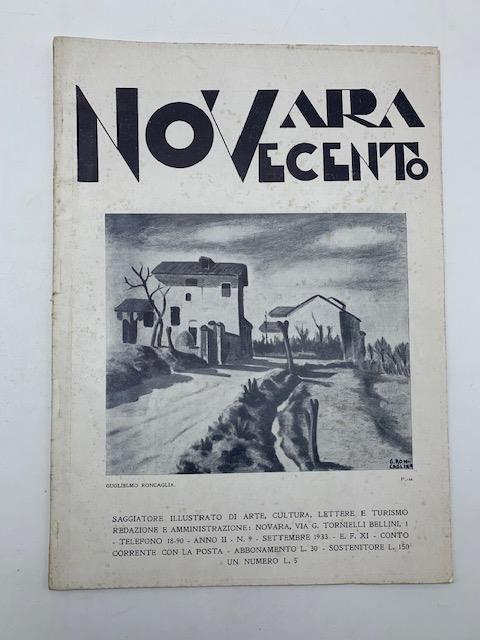 NOVARA
NOVECENTO
G. RON-
CAGLIA
GUGLIELMO RONCAGLIA.
SAGGIATORE ILLUSTRATO DI ARTE, CULTURA, LETTERE E TURISMO
REDAZIONE E AMMINISTRAZIONE: NOVARA, VIA G. TORNIELLI BELLINI, 1
- TELEFONO 18-90 - ANNO II - N. 9 - SETTEMBRE 1933 - E. F. XI - CONTO
CORRENTE CON LA POSTA - ABBONAMENTO L. 30 - SOSTENITORE L. 150
UN NUMERO L. 5